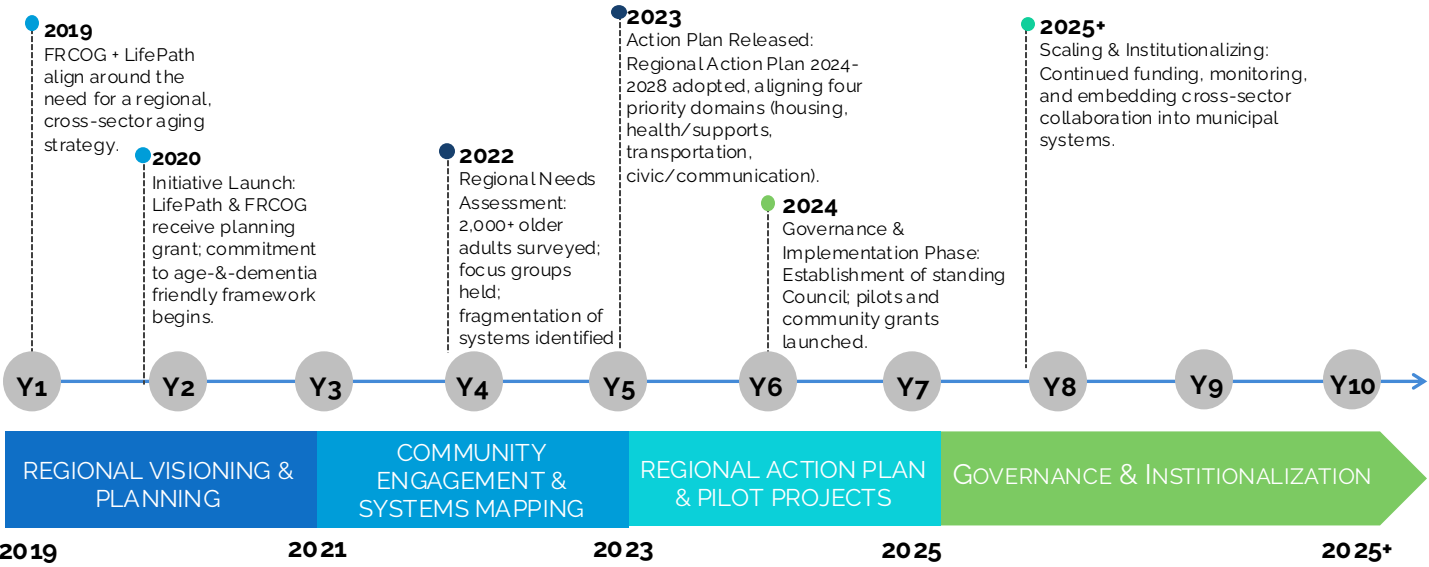 2019
FRCOG + LifePath
align around the
need for a regional,
cross-sector aging
strategy.
2020
Initiative Launch:
LifePath & FRCOG
receive planning
grant; commitment
to age-&-dementia
friendly framework
begins.
2022
Regional Needs
Assessment:
2,000+ older
adults surveyed;
focus groups
held;
fragmentation of
systems identified
2023
Action Plan Released:
Regional Action Plan 2024-
2028 adopted, aligning four
priority domains (housing,
health/supports,
transportation,
civic/communication).
2024
Governance &
Implementation Phase:
Establishment of standing
Council; pilots and
community grants
launched.
2025+
Scaling & Institutionalizing:
Continued funding, monitoring,
and embedding cross-sector
collaboration into municipal
systems.
Y1
Y2
Y3
Y4
Y5
Y6
Y7
Y8
Y9
Y10
REGIONAL VISIONING &
PLANNING
COMMUNITY
ENGAGEMENT &
SYSTEMS MAPPING
REGIONAL ACTION PLAN
& PILOT PROJECTS
GOVERNANCE & INSTITIONALIZATION
2019
2021
2023
2025
2025+